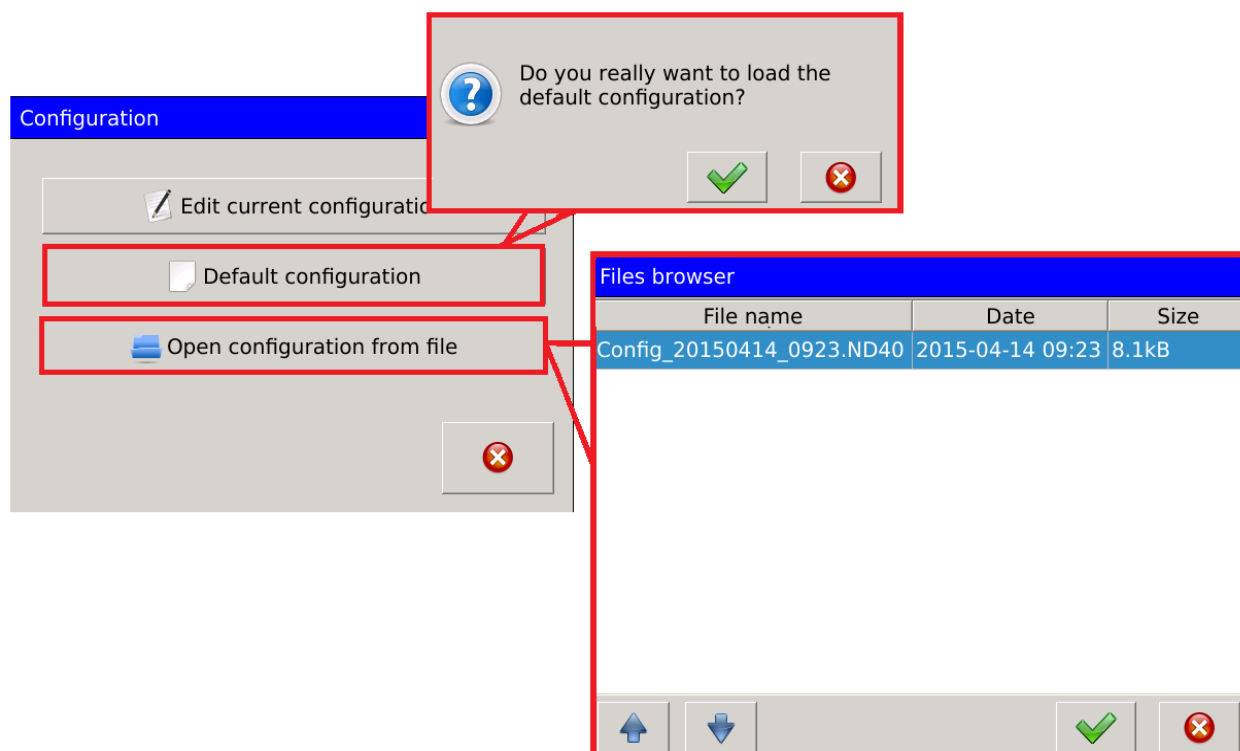 Do you really want to load the
default configuration?
Configuration
Edit current
Default configuration
Open configuration from file
Files browser
File name Date Size
Config_20150414_0923.ND40 2015-04-14 09:23 8.1kB